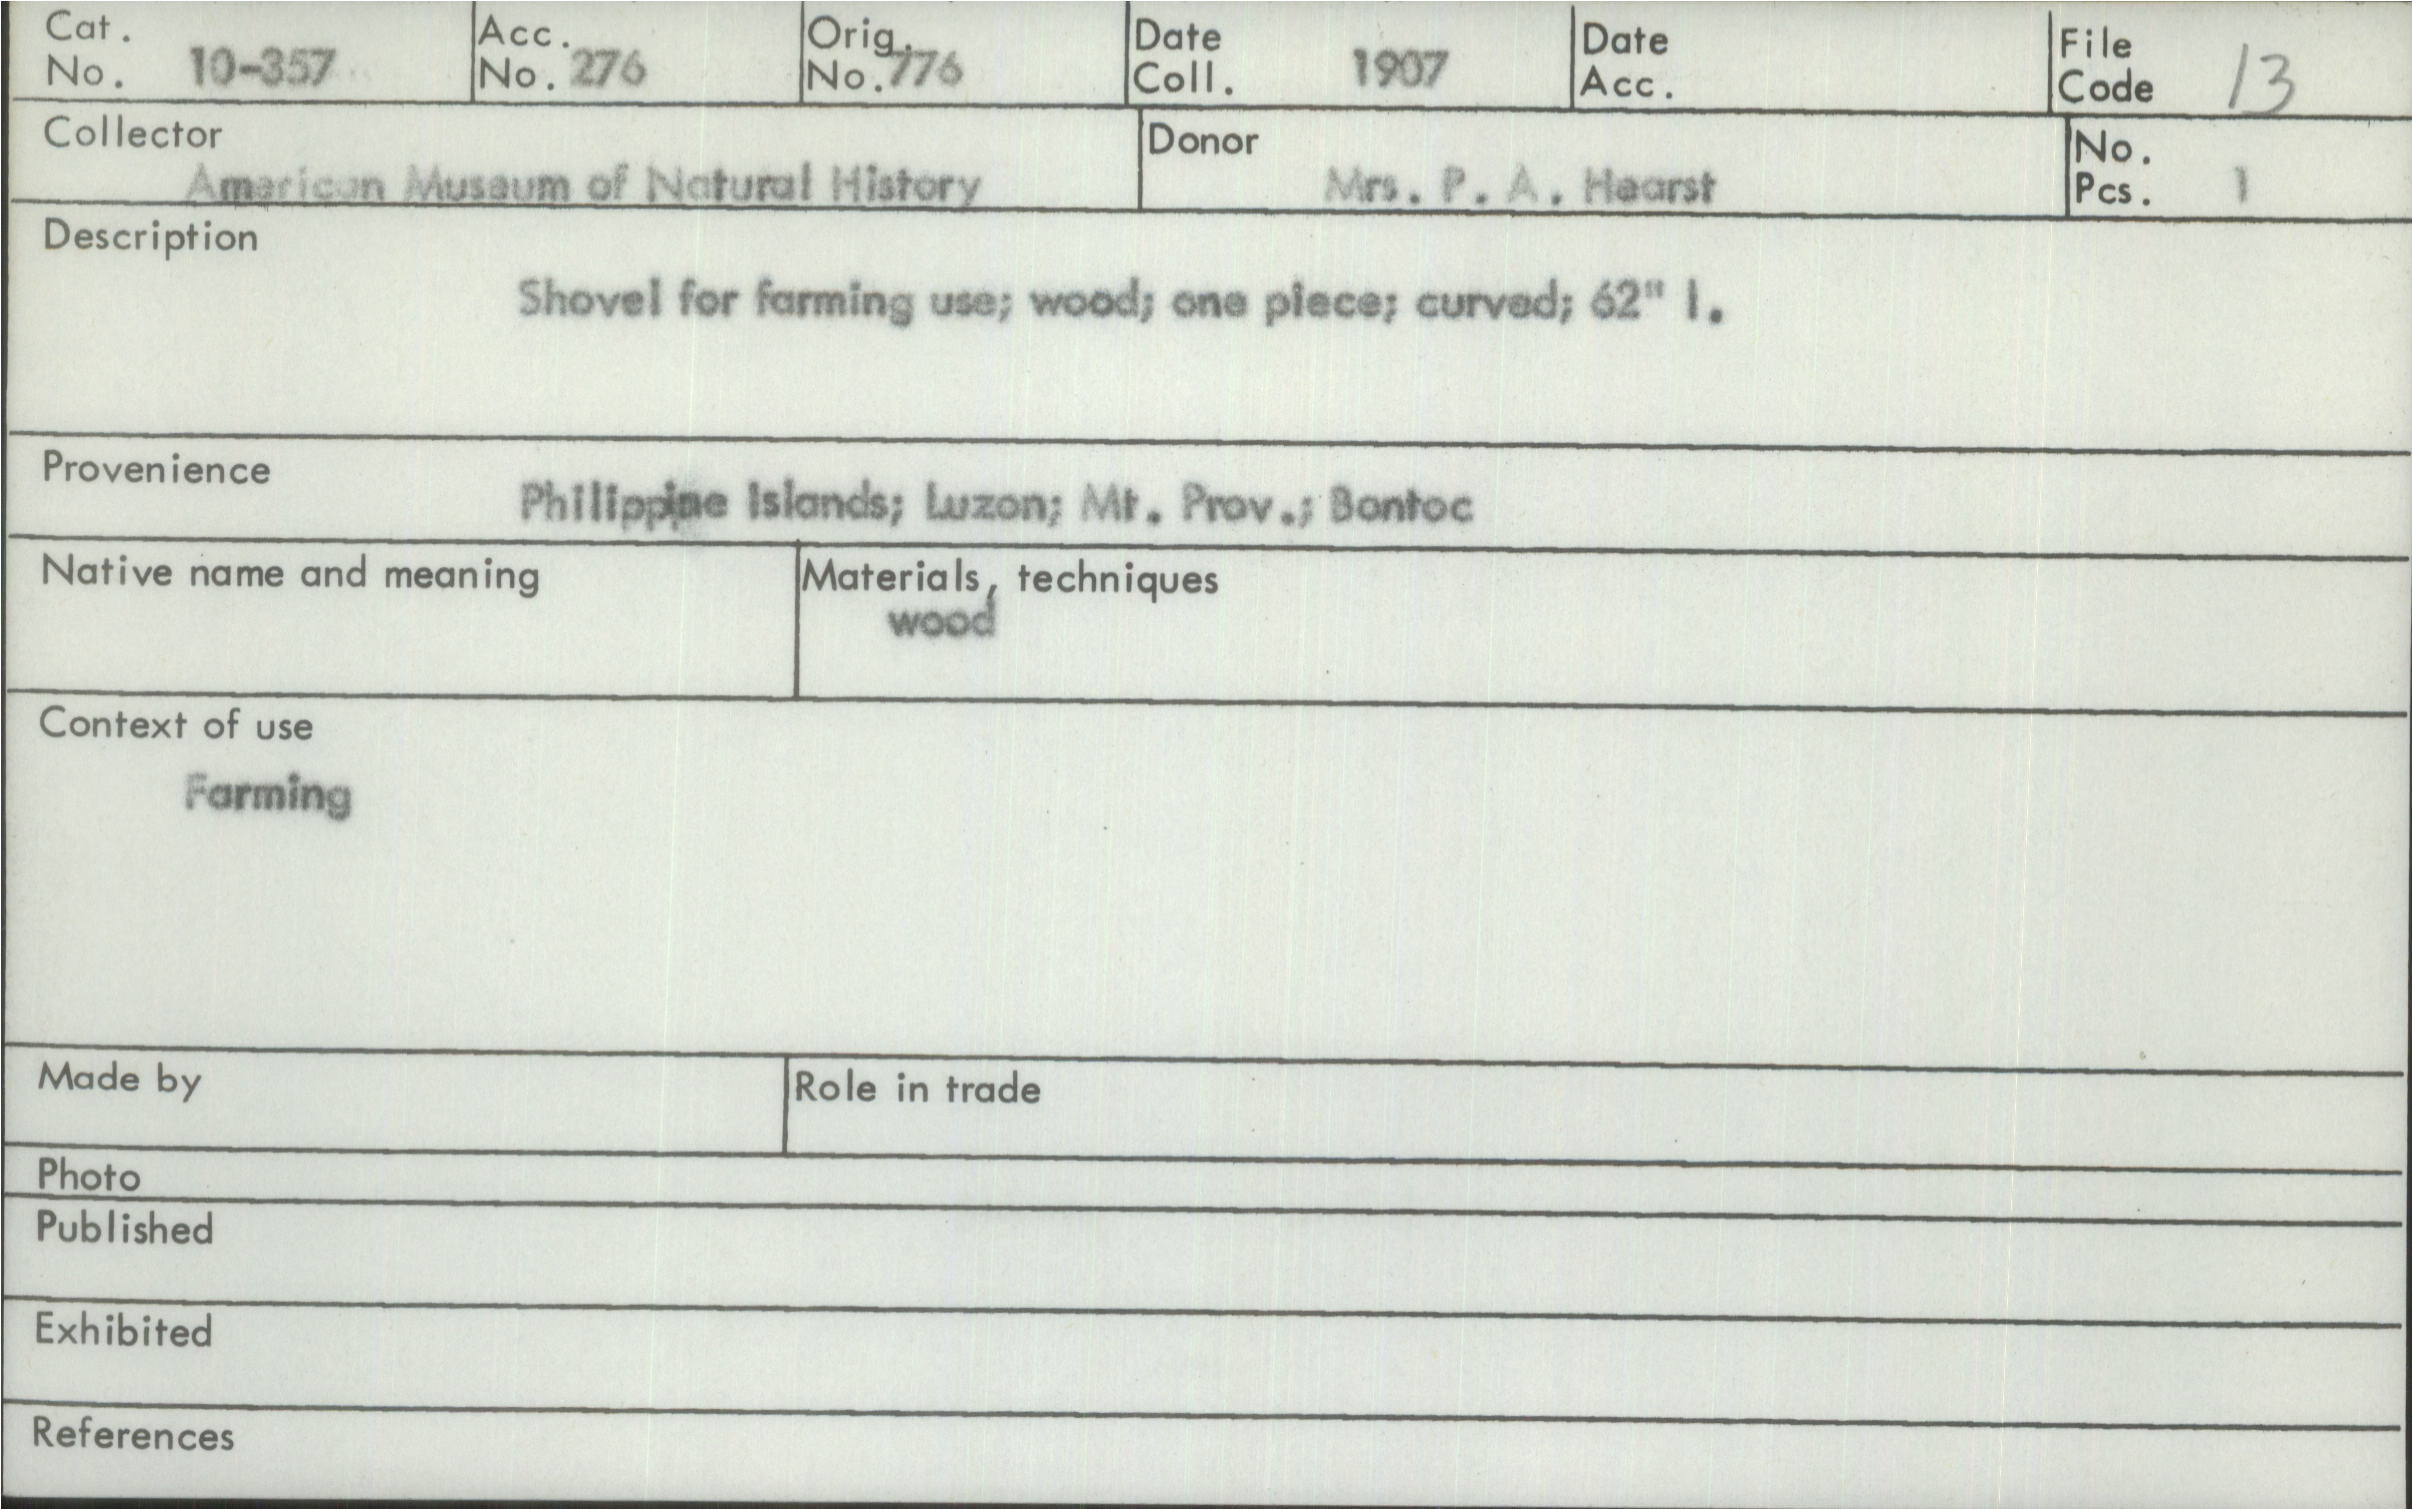 Cat. No. 10-357 Acc. No. 276 Orig. No. 776 Date Coll. 1907 Date Acc. File Code 13
Collector American Museum of Natural History Donor Mrs. P. A. Hearst No. Pcs. 1
Description
Shovel for farming use; wood; one piece; curved; 62" l.
Provenience
Philippine Islands; Luzon; Mt. Prov.; Bontoc
Native name and meaning Materials, techniques
wood
Context of use
Farming
Made by Role in trade
Photo
Published
Exhibited
References